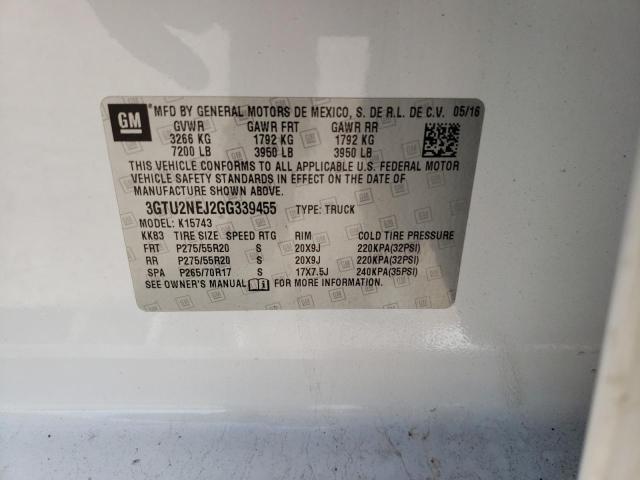 GM
MFD BY GENERAL MOTORS DE MEXICO, S. DE R.L. DE C.V. 05/16
GVWR GAWR FRT GAWR RR
3266 KG 1792 KG 1792 KG
7200 LB 3950 LB 3950 LB
THIS VEHICLE CONFORMS TO ALL APPLICABLE U.S. FEDERAL MOTOR
VEHICLE SAFETY STANDARDS IN EFFECT ON THE DATE OF
MANUFACTURE SHOWN ABOVE.
3GTU2NEJ2GG339455 TYPE: TRUCK
MODEL: K15743
KK83 TIRE SIZE SPEED RTG RIM COLD TIRE PRESSURE
FRT P275/55R20 S 20X9J 220KPA(32PSI)
RR P275/55R20 S 20X9J 220KPA(32PSI)
SPA P265/70R17 S 17X7.5J 240KPA(35PSI)
SEE OWNER'S MANUAL FOR MORE INFORMATION.